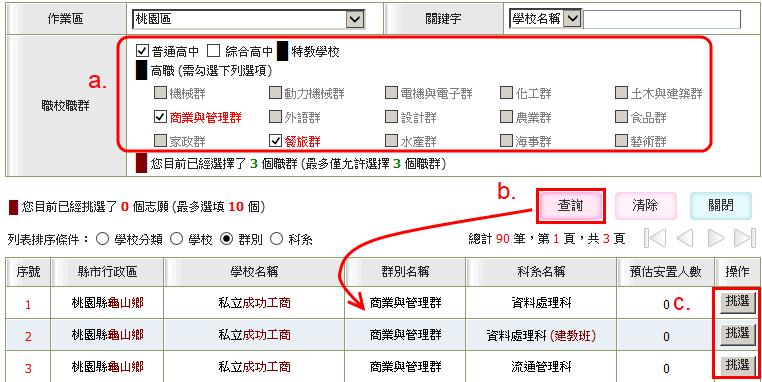 作業區 桃園區 關鍵字 學校名稱
a.
普通高中 綜合高中 特教學校
高職 (需勾選下列選項)
職校職群
機械群 動力機械群 電機與電子群 化工群 土木與建築群
商業與管理群 外語群 設計群 農業群 食品群
家政群 餐旅群 水產群 海事群 藝術群
您目前已經選擇了 3 個職群 (最多僅允許選擇 3 個職群)
b.
您目前已經挑選了 0 個志願 (最多選填 10 個) 查詢 清除 關閉
列表排序條件： 學校分類 學校 群別 科系 總計 90 筆，第 1 頁，共 3 頁
序號 縣市行政區 學校名稱 群別名稱 科系名稱 預估安置人數 操作
1 桃園縣龜山鄉 私立成功工商 商業與管理群 資料處理科 0 c. 挑選
2 桃園縣龜山鄉 私立成功工商 商業與管理群 資料處理科 (建教班) 0 挑選
3 桃園縣龜山鄉 私立成功工商 商業與管理群 流通管理科 0 挑選